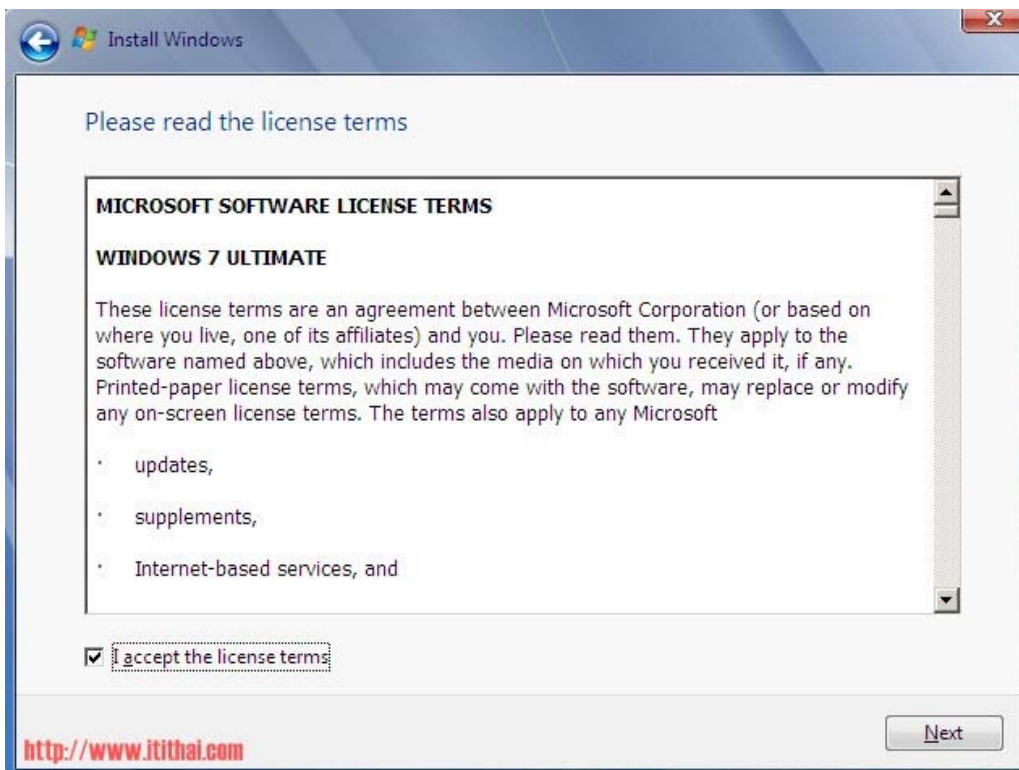 Install Windows
Please read the license terms
MICROSOFT SOFTWARE LICENSE TERMS
WINDOWS 7 ULTIMATE
These license terms are an agreement between Microsoft Corporation (or based on
where you live, one of its affiliates) and you. Please read them. They apply to the
software named above, which includes the media on which you received it, if any.
Printed-paper license terms, which may come with the software, may replace or modify
any on-screen license terms. The terms also apply to any Microsoft
· updates,
· supplements,
· Internet-based services, and
I accept the license terms
Next
http://www.itithai.com